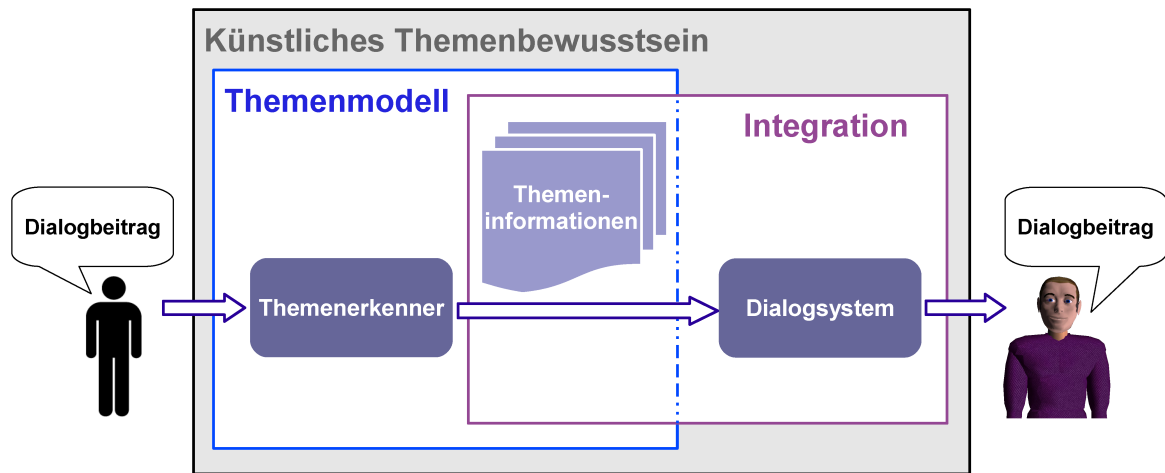 Künstliches Themenbewusstsein
Themenmodell
Integration
Themen-
informationen
Dialogbeitrag
Dialogbeitrag
Themenerkenner
Dialogsystem